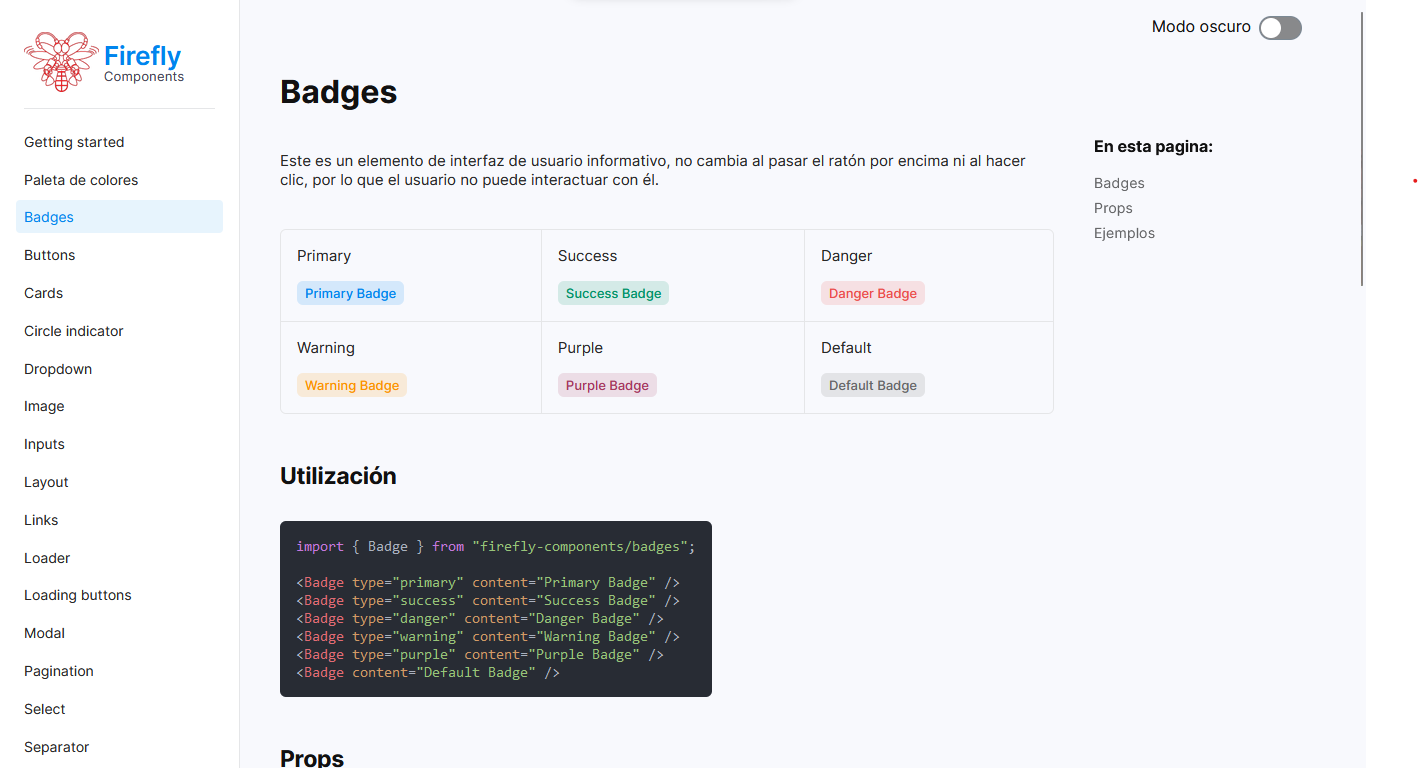 Firefly
Components
Getting started
Paleta de colores
Badges
Buttons
Cards
Circle indicator
Dropdown
Image
Inputs
Layout
Links
Loader
Loading buttons
Modal
Pagination
Select
Separator
Modo oscuro
Badges
Este es un elemento de interfaz de usuario informativo, no cambia al pasar el ratón por encima ni al hacer
clic, por lo que el usuario no puede interactuar con él.
Primary
Primary Badge
Success
Success Badge
Danger
Danger Badge
Warning
Warning Badge
Purple
Purple Badge
Default
Default Badge
Utilización
import { Badge } from "firefly-components/badges";
<Badge type="primary" content="Primary Badge" />
<Badge type="success" content="Success Badge" />
<Badge type="danger" content="Danger Badge" />
<Badge type="warning" content="Warning Badge" />
<Badge type="purple" content="Purple Badge" />
<Badge content="Default Badge" />
Props
En esta pagina:
Badges
Props
Ejemplos